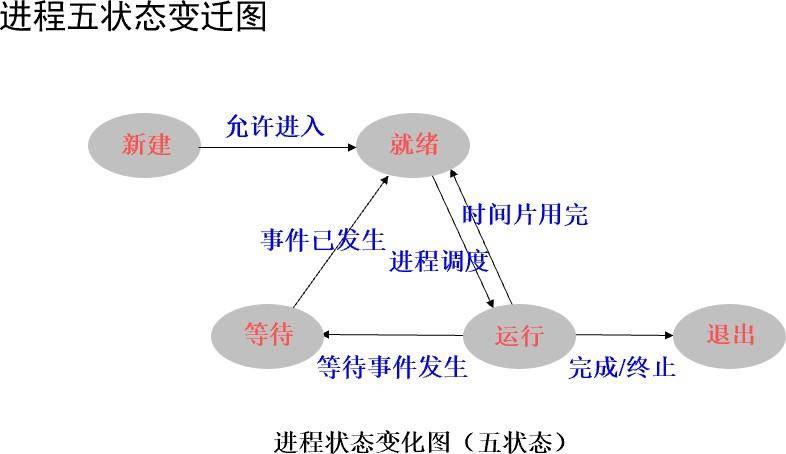 进程五状态变迁图
允许进入
新建
就绪
时间片用完
事件已发生
进程调度
等待
运行
退出
等待事件发生
完成/终止
进程状态变化图（五状态）